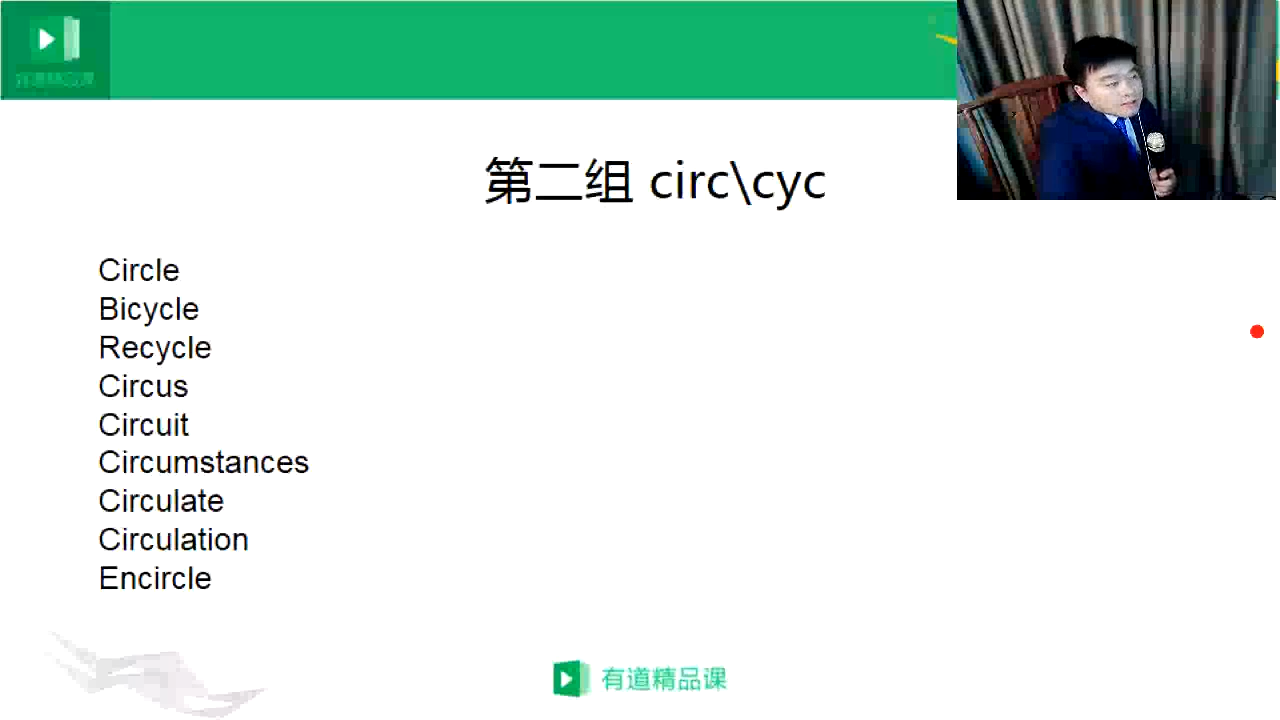 第二组 circ\cyc
Circle
Bicycle
Recycle
Circus
Circuit
Circumstances
Circulate
Circulation
Encircle
有道精品课